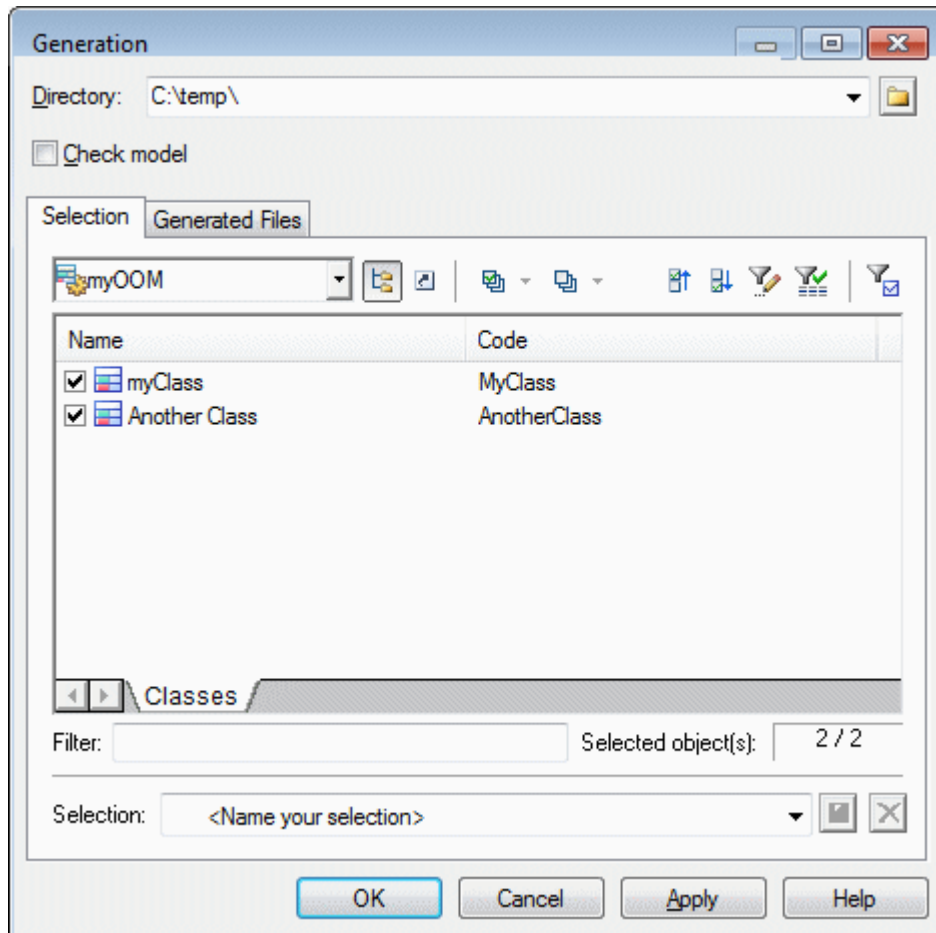 Generation
Directory: C:\temp\
Check model
Selection Generated Files
myOOM
Name Code
myClass MyClass
Another Class AnotherClass
Classes
Filter: Selected object(s): 2 / 2
Selection: <Name your selection>
OK Cancel Apply Help